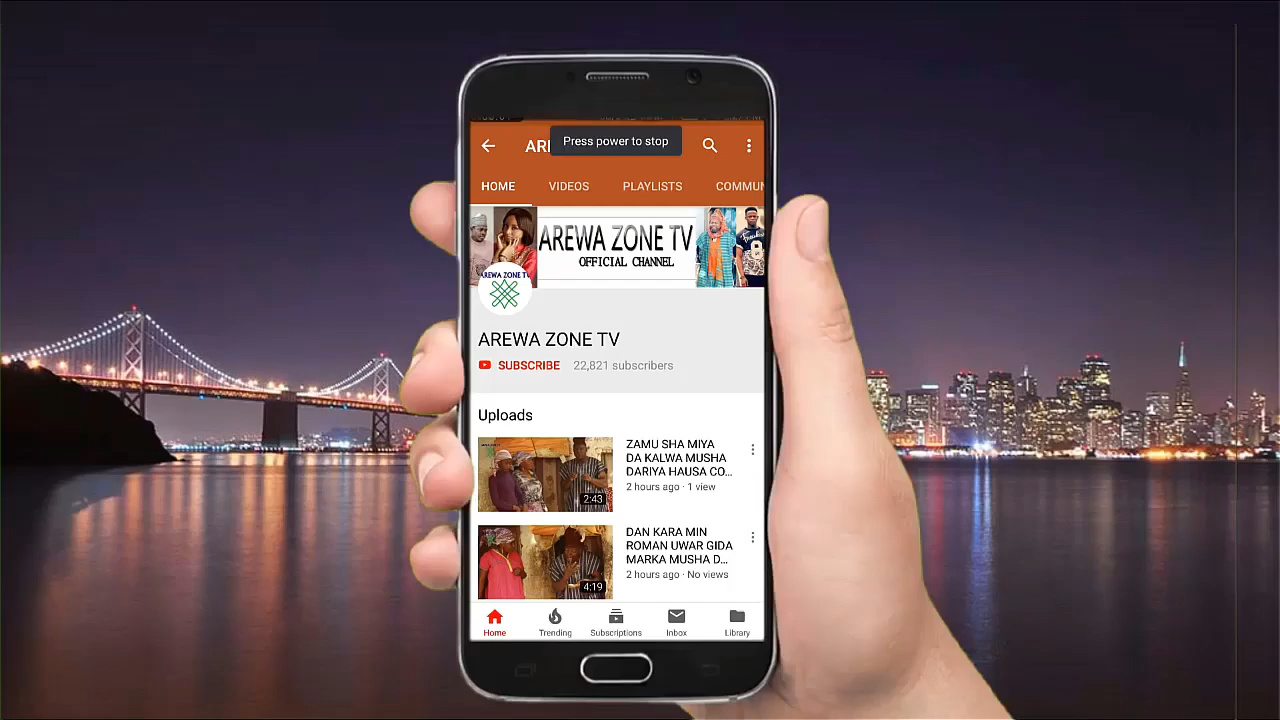 ARE
Press power to stop
HOME VIDEOS PLAYLISTS COMMUN
AREWA ZONE TV
OFFICIAL CHANNEL
AREWA ZONE TV
AREWA ZONE TV
SUBSCRIBE 22,821 subscribers
Uploads
ZAMU SHA MIYA
DA KALWA MUSHA
DARIYA HAUSA CO...
2 hours ago · 1 view
2:43
DAN KARA MIN
ROMAN UWAR GIDA
MARKA MUSHA D...
2 hours ago · No views
4:19
Home Trending Subscriptions Inbox Library